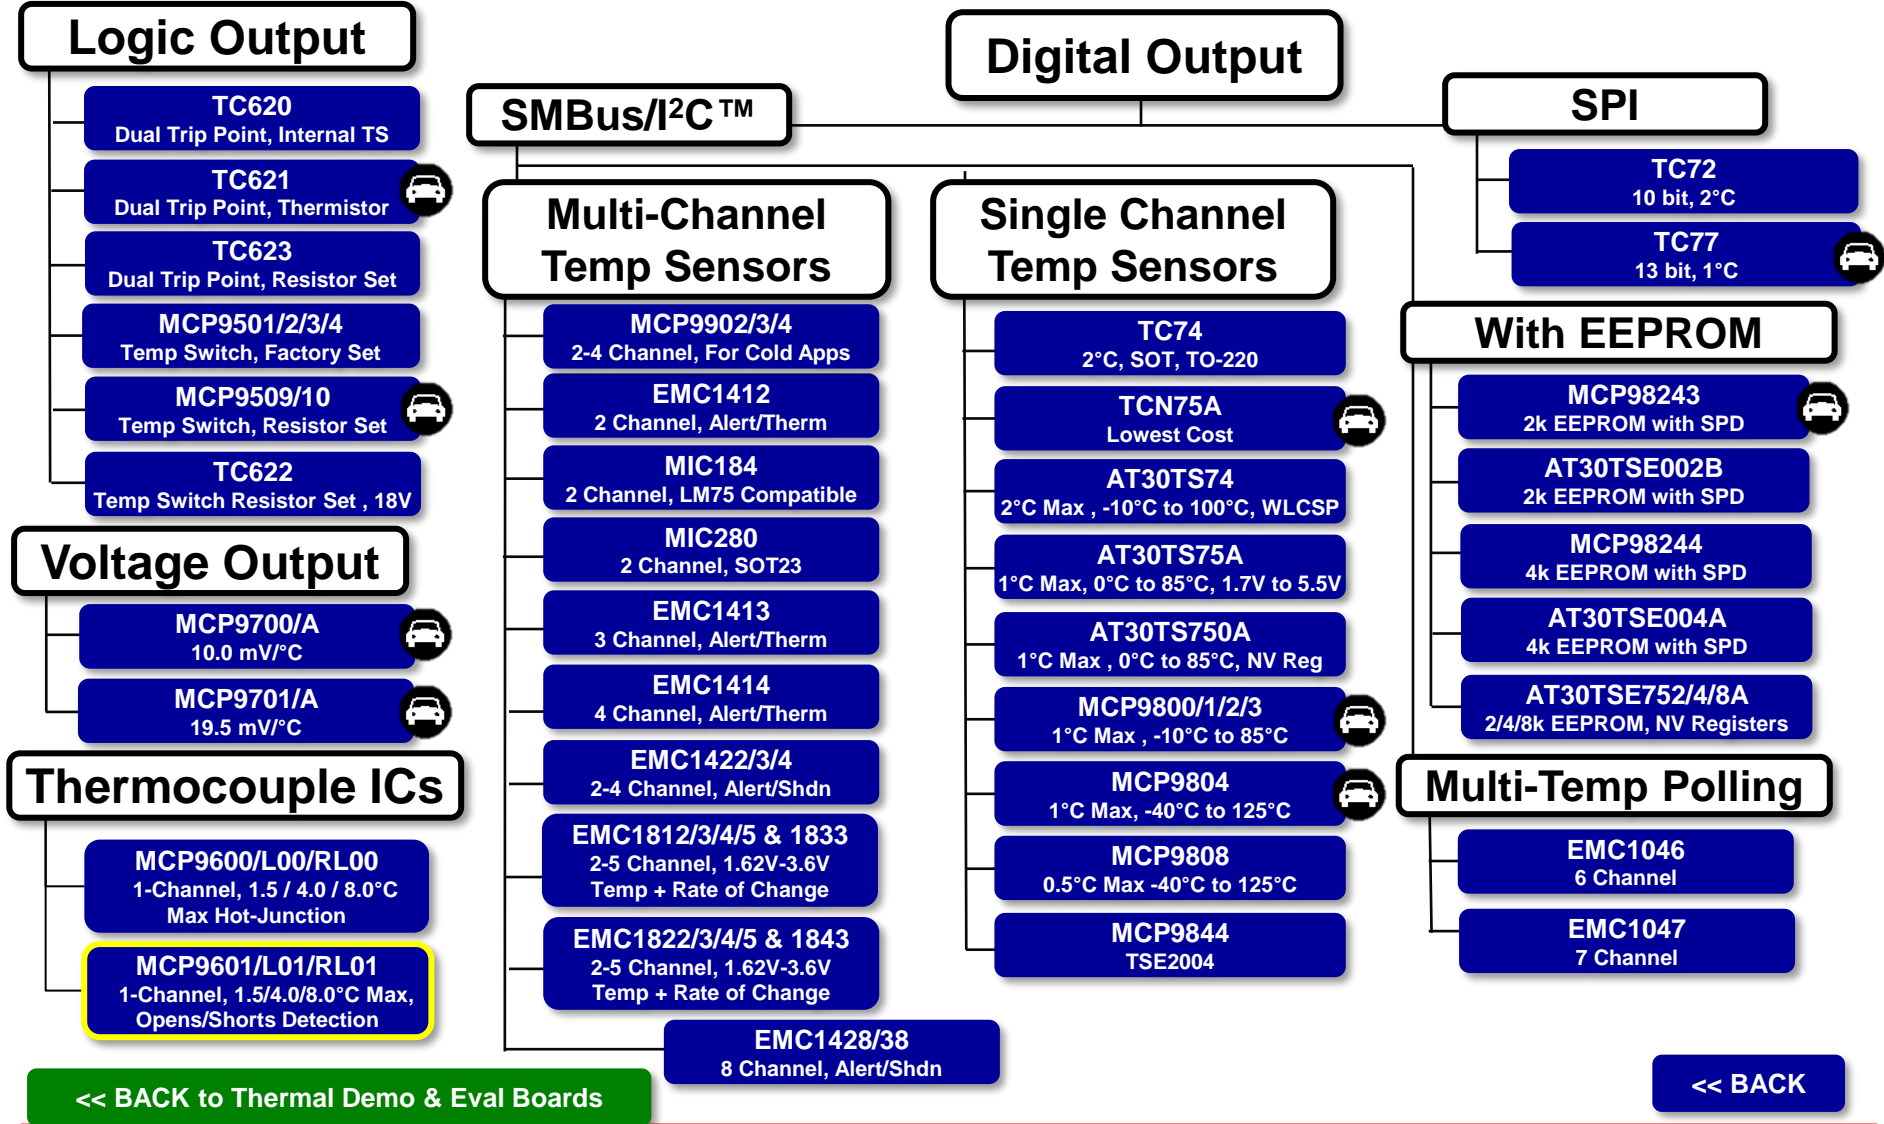 Logic Output
TC620
Dual Trip Point, Internal TS
TC621
Dual Trip Point, Thermistor
TC623
Dual Trip Point, Resistor Set
MCP9501/2/3/4
Temp Switch, Factory Set
MCP9509/10
Temp Switch, Resistor Set
TC622
Temp Switch Resistor Set , 18V
Voltage Output
MCP9700/A
10.0 mV/°C
MCP9701/A
19.5 mV/°C
Thermocouple ICs
MCP9600/L00/RL00
1-Channel, 1.5 / 4.0 / 8.0°C
Max Hot-Junction
MCP9601/L01/RL01
1-Channel, 1.5/4.0/8.0°C Max,
Opens/Shorts Detection
Digital Output
SMBus/I²C™
Multi-Channel
Temp Sensors
MCP9902/3/4
2-4 Channel, For Cold Apps
EMC1412
2 Channel, Alert/Therm
MIC184
2 Channel, LM75 Compatible
MIC280
2 Channel, SOT23
EMC1413
3 Channel, Alert/Therm
EMC1414
4 Channel, Alert/Therm
EMC1422/3/4
2-4 Channel, Alert/Shdn
EMC1812/3/4/5 & 1833
2-5 Channel, 1.62V-3.6V
Temp + Rate of Change
EMC1822/3/4/5 & 1843
2-5 Channel, 1.62V-3.6V
Temp + Rate of Change
EMC1428/38
8 Channel, Alert/Shdn
Single Channel
Temp Sensors
TC74
2°C, SOT, TO-220
TCN75A
Lowest Cost
AT30TS74
2°C Max , -10°C to 100°C, WLCSP
AT30TS75A
1°C Max, 0°C to 85°C, 1.7V to 5.5V
AT30TS750A
1°C Max , 0°C to 85°C, NV Reg
MCP9800/1/2/3
1°C Max , -10°C to 85°C
MCP9804
1°C Max, -40°C to 125°C
MCP9808
0.5°C Max -40°C to 125°C
MCP9844
TSE2004
SPI
TC72
10 bit, 2°C
TC77
13 bit, 1°C
With EEPROM
MCP98243
2k EEPROM with SPD
AT30TSE002B
2k EEPROM with SPD
MCP98244
4k EEPROM with SPD
AT30TSE004A
4k EEPROM with SPD
AT30TSE752/4/8A
2/4/8k EEPROM, NV Registers
Multi-Temp Polling
EMC1046
6 Channel
EMC1047
7 Channel
<< BACK to Thermal Demo & Eval Boards
<< BACK